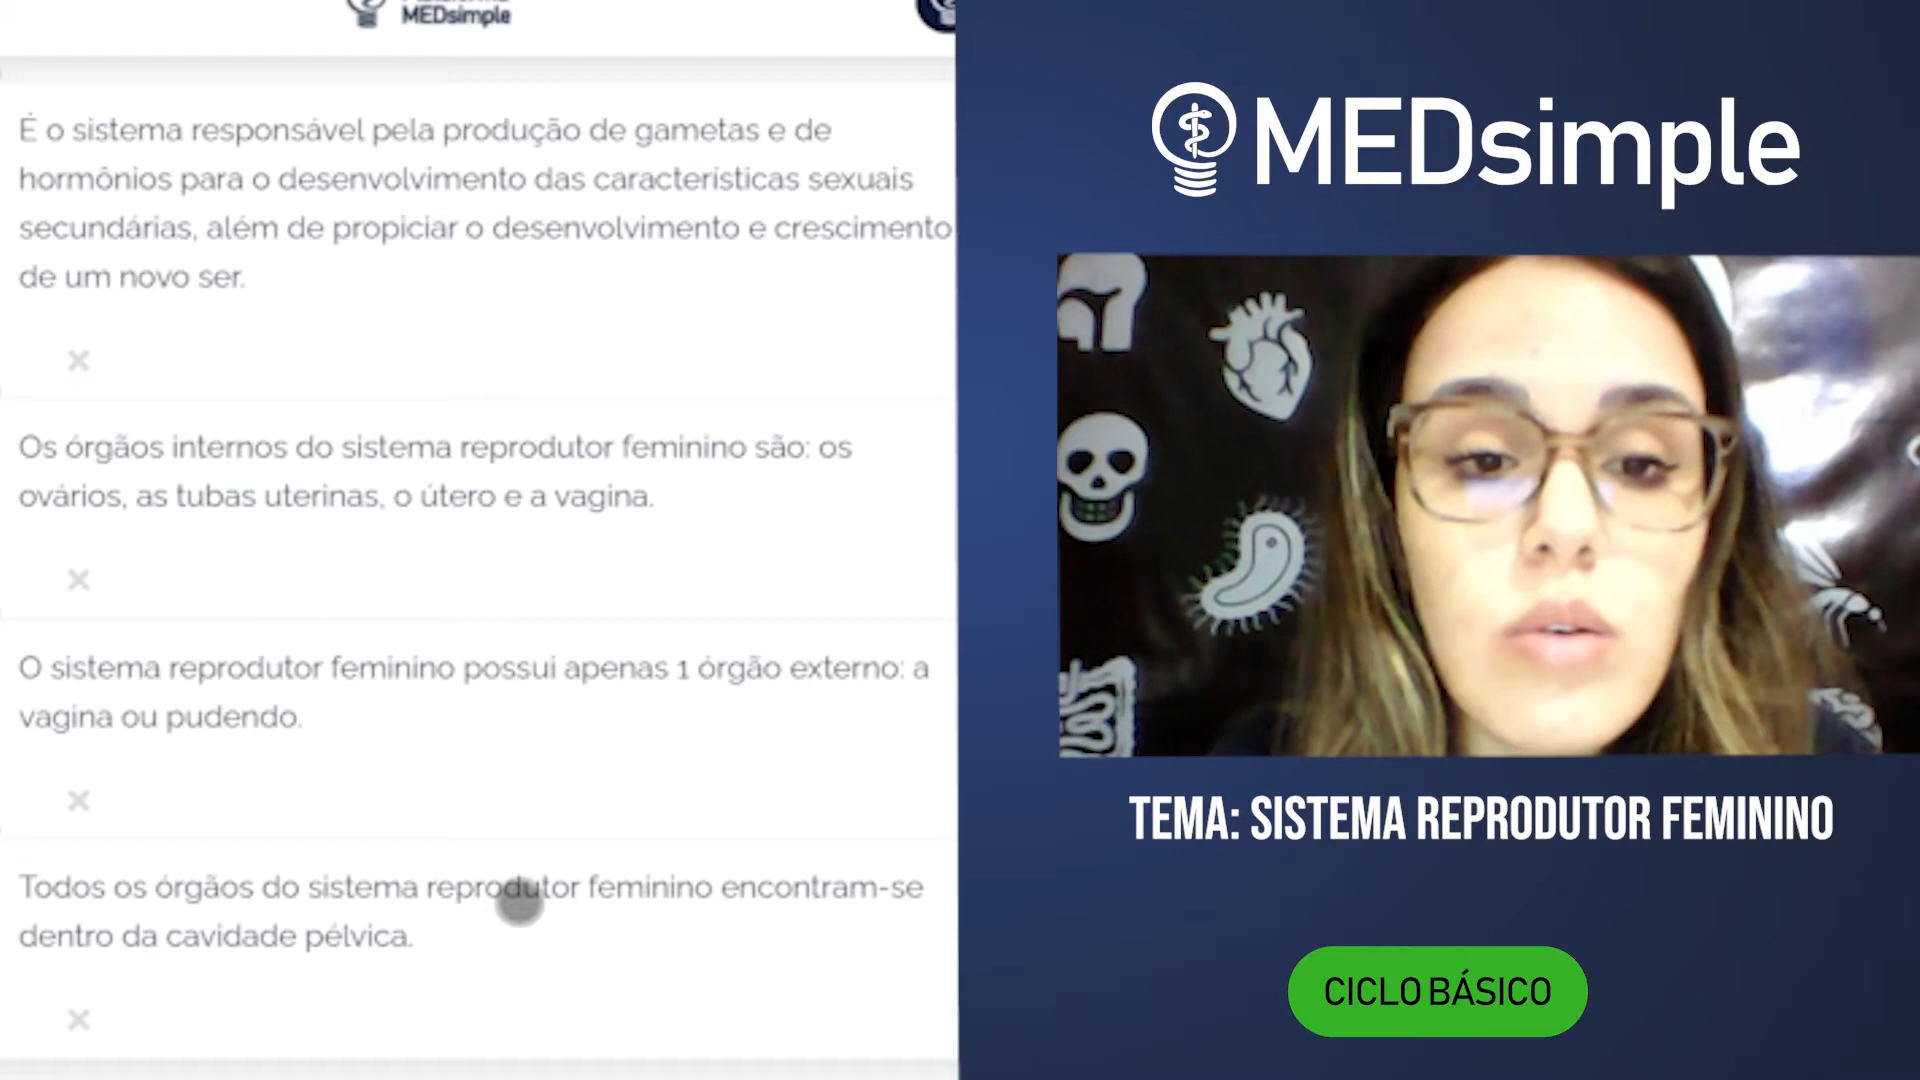 MEDsimple
É o sistema responsável pela produção de gametas e de
hormônios para o desenvolvimento das características sexuais
secundárias, além de propiciar o desenvolvimento e crescimento
de um novo ser.
Os órgãos internos do sistema reprodutor feminino são: os
ovários, as tubas uterinas, o útero e a vagina.
O sistema reprodutor feminino possui apenas 1 órgão externo: a
vagina ou pudendo.
Todos os órgãos do sistema reprodutor feminino encontram-se
dentro da cavidade pélvica.
MEDsimple
TEMA: SISTEMA REPRODUTOR FEMININO
CICLO BÁSICO